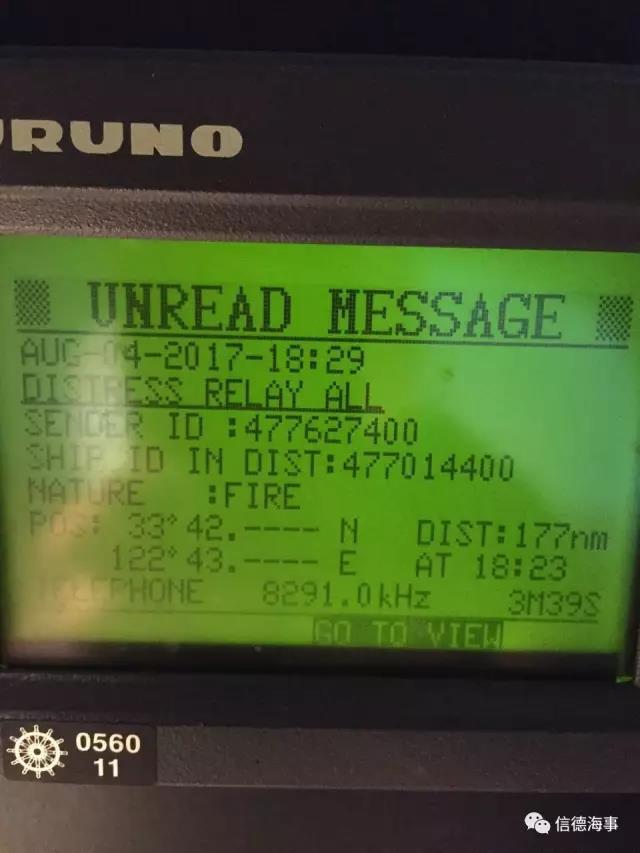 URUNO
UNREAD MESSAGE
AUG-04-2017-18:29
DISTRESS RELAY ALL
SENDER ID :477627400
SHIP ID IN DIST:477014400
NATURE :FIRE
POS: 33°42.---- N DIST:177nm
122°43.---- E AT 18:23
TELEPHONE 8291.0kHz 3M39S
GO TO VIEW
0560
11
信德海事